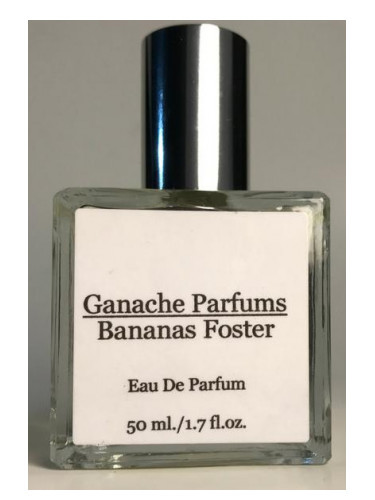 Ganache Parfums
Bananas Foster
Eau De Parfum
50 ml./1.7 fl.oz.